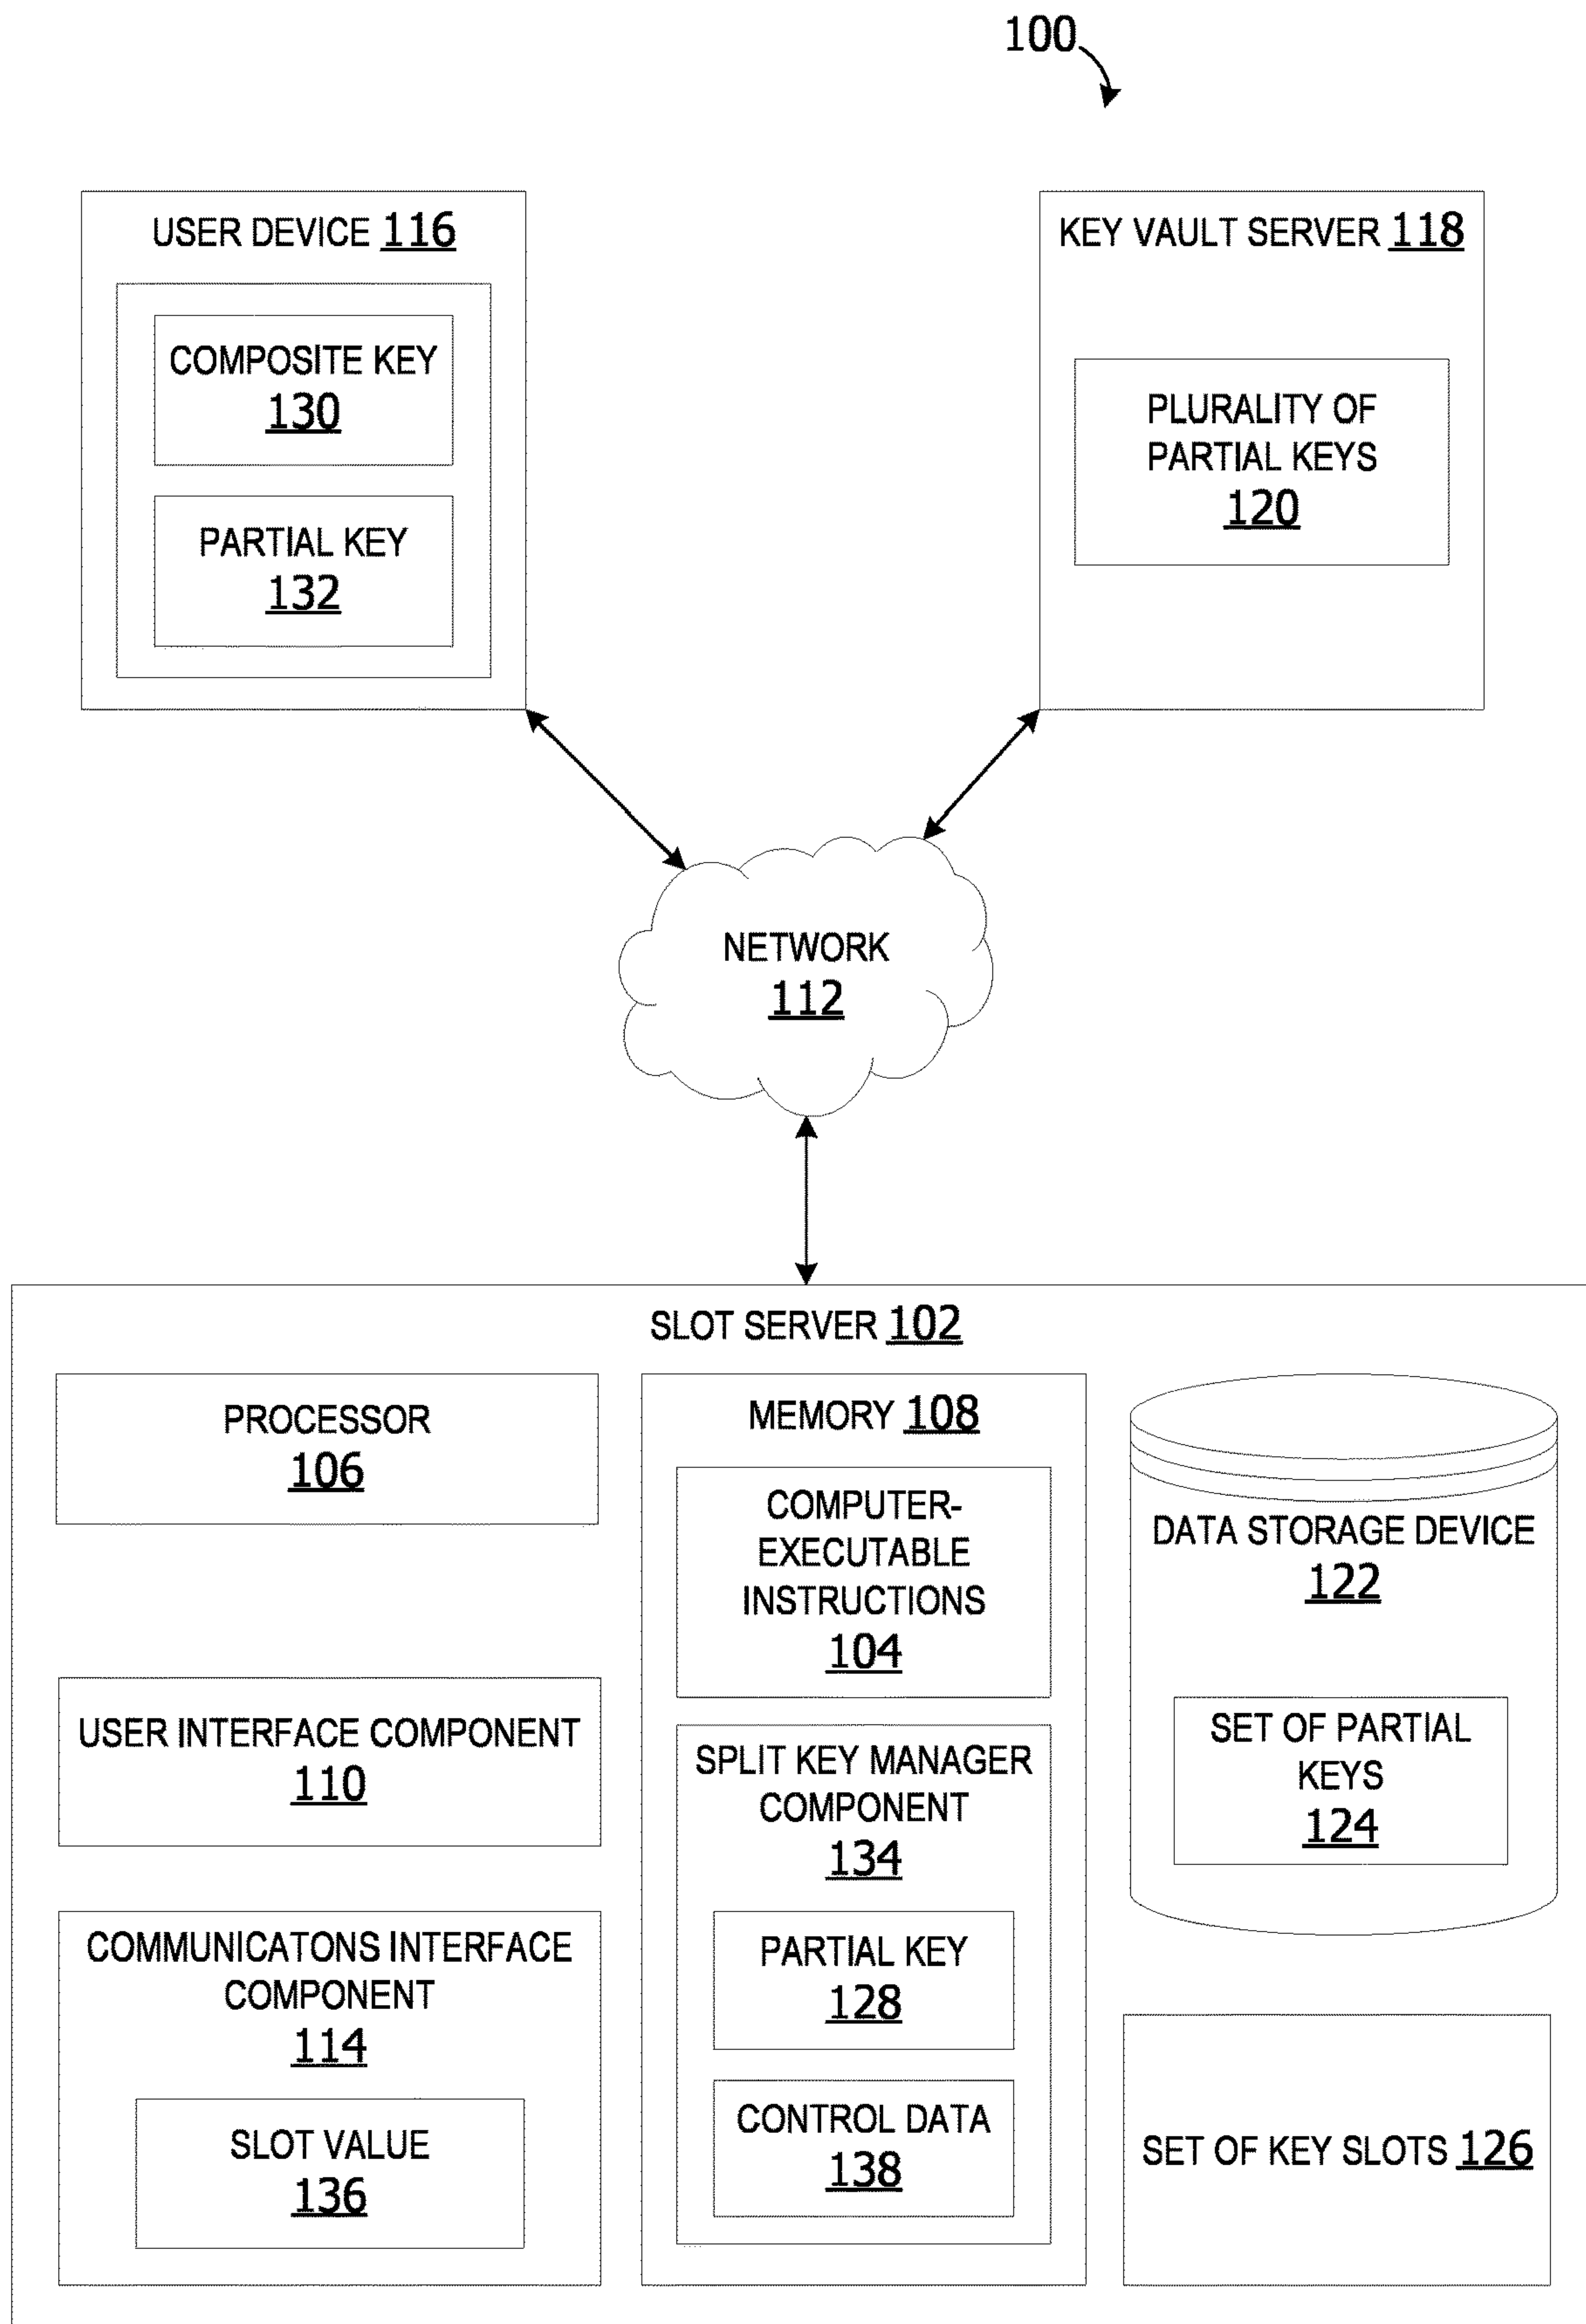 100
USER DEVICE 116
COMPOSITE KEY
130
PARTIAL KEY
132
KEY VAULT SERVER 118
PLURALITY OF
PARTIAL KEYS
120
NETWORK
112
SLOT SERVER 102
PROCESSOR
106
USER INTERFACE COMPONENT
110
COMMUNICATONS INTERFACE
COMPONENT
114
SLOT VALUE
136
MEMORY 108
COMPUTER-
EXECUTABLE
INSTRUCTIONS
104
SPLIT KEY MANAGER
COMPONENT
134
PARTIAL KEY
128
CONTROL DATA
138
DATA STORAGE DEVICE
122
SET OF PARTIAL
KEYS
124
SET OF KEY SLOTS 126